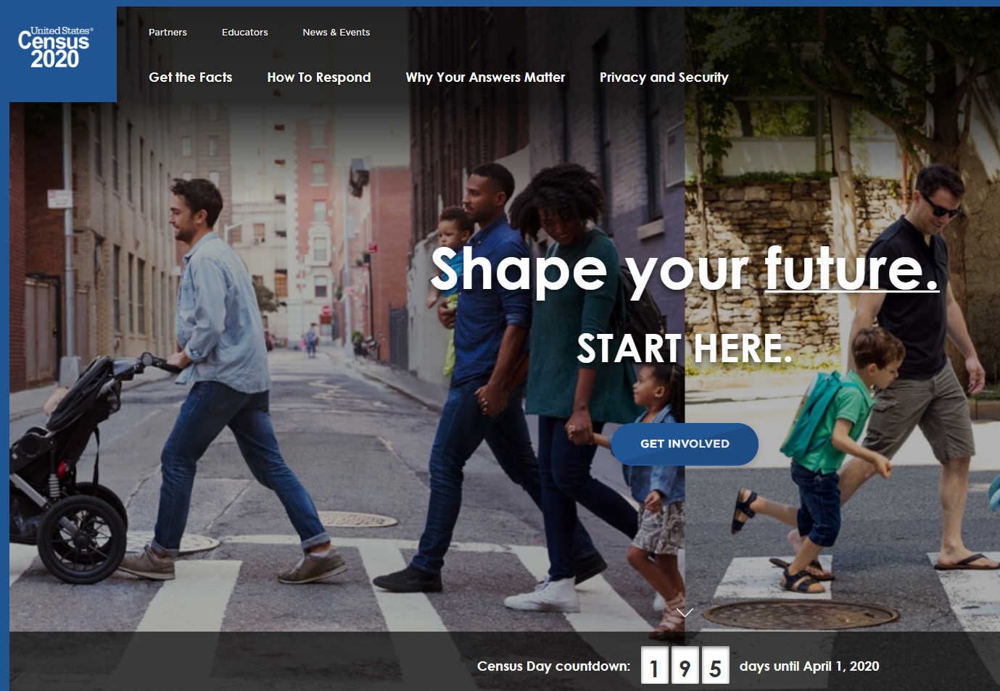 United States®
Census
2020
Partners Educators News & Events
Get the Facts How To Respond Why Your Answers Matter Privacy and Security
Shape your future.
START HERE.
GET INVOLVED
Census Day countdown: 1 9 5 days until April 1, 2020